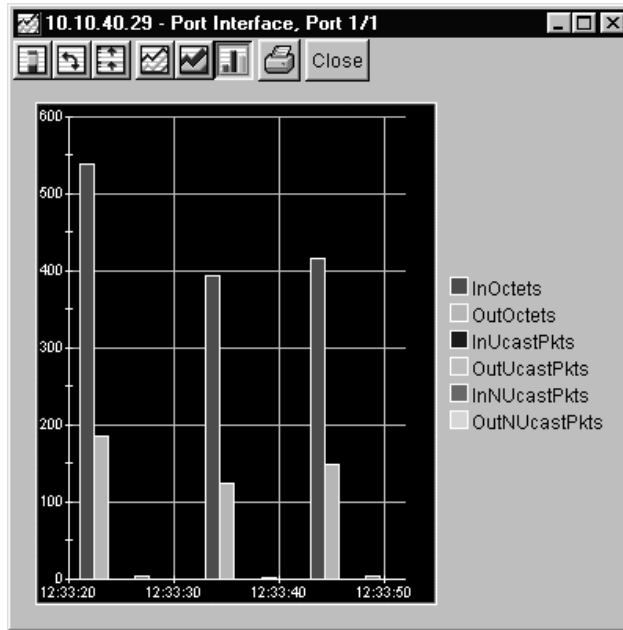 10.10.40.29 - Port Interface, Port 1/1
Close
600
500
400
300
200
100
0
12:33:20 12:33:30 12:33:40 12:33:50
InOctets
OutOctets
InUcastPkts
OutUcastPkts
InNUcastPkts
OutNUcastPkts